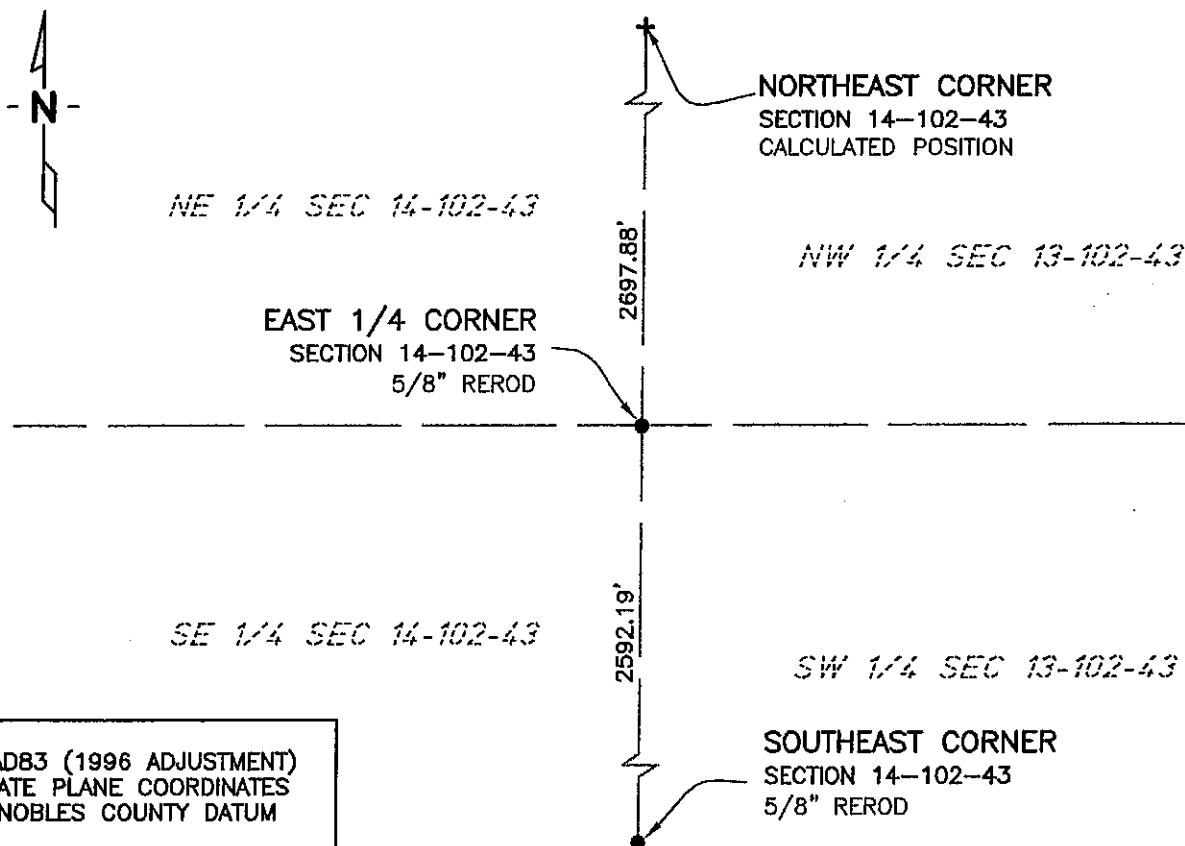 - N -
NORTHEAST CORNER
SECTION 14-102-43
CALCULATED POSITION
NE 1/4 SEC 14-102-43
2697.88'
NW 1/4 SEC 13-102-43
EAST 1/4 CORNER
SECTION 14-102-43
5/8" REROD
SE 1/4 SEC 14-102-43
2592.19'
SW 1/4 SEC 13-102-43
SOUTHEAST CORNER
SECTION 14-102-43
5/8" REROD
(1996 ADJUSTMENT)
PLANE COORDINATES
NOBLES COUNTY DATUM